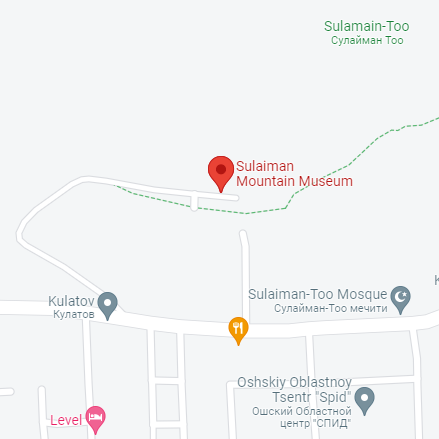 Sulamain-Too
Сулайман Тоо
Sulaiman
Mountain Museum
Kulatov
Кулатов
Sulaiman-Too Mosque
Сулайман-Тоо мечити
K
Oshskiy Oblastnoy
Tsentr "Spid"
Ошский Областной
центр "СПИД"
Level